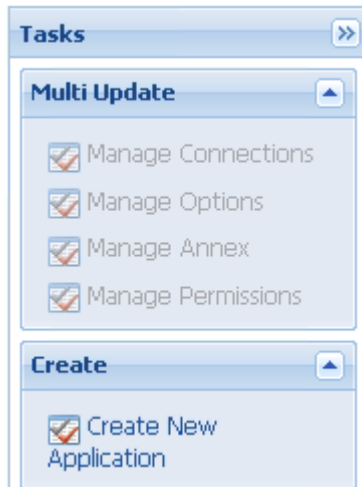 Tasks
Multi Update
Manage Connections
Manage Options
Manage Annex
Manage Permissions
Create
Create New
Application